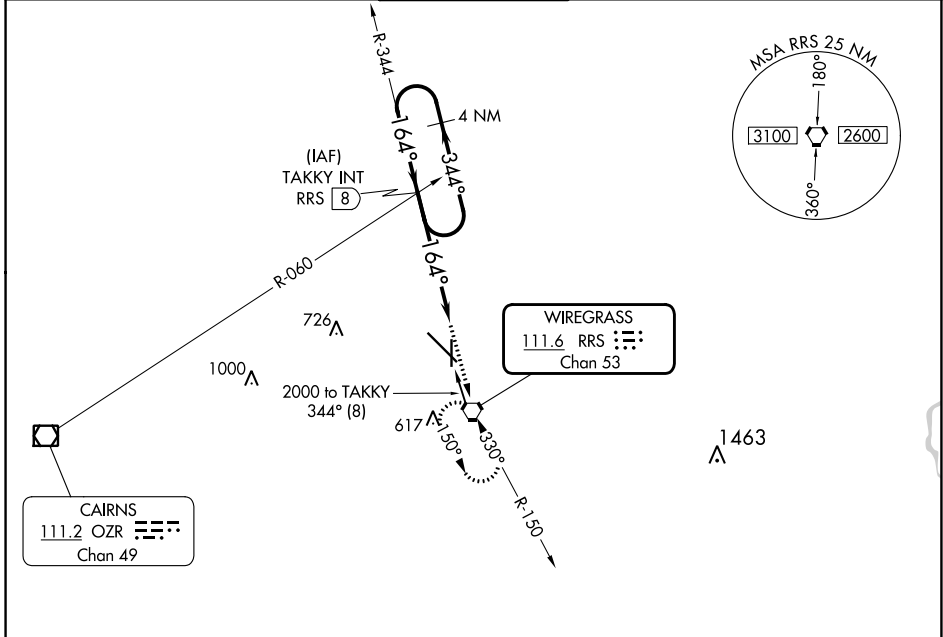 R-344
MSA RRS 25 NM
180°
3100
2600
360°
4 NM
164°
344°
(IAF)
TAKKY INT
RRS 8
164°
R-060
726
1000
WIREGRASS
111.6 RRS
Chan 53
2000 to TAKKY
344° (8)
617
150°
330°
1463
R-150
CAIRNS
111.2 OZR
Chan 49